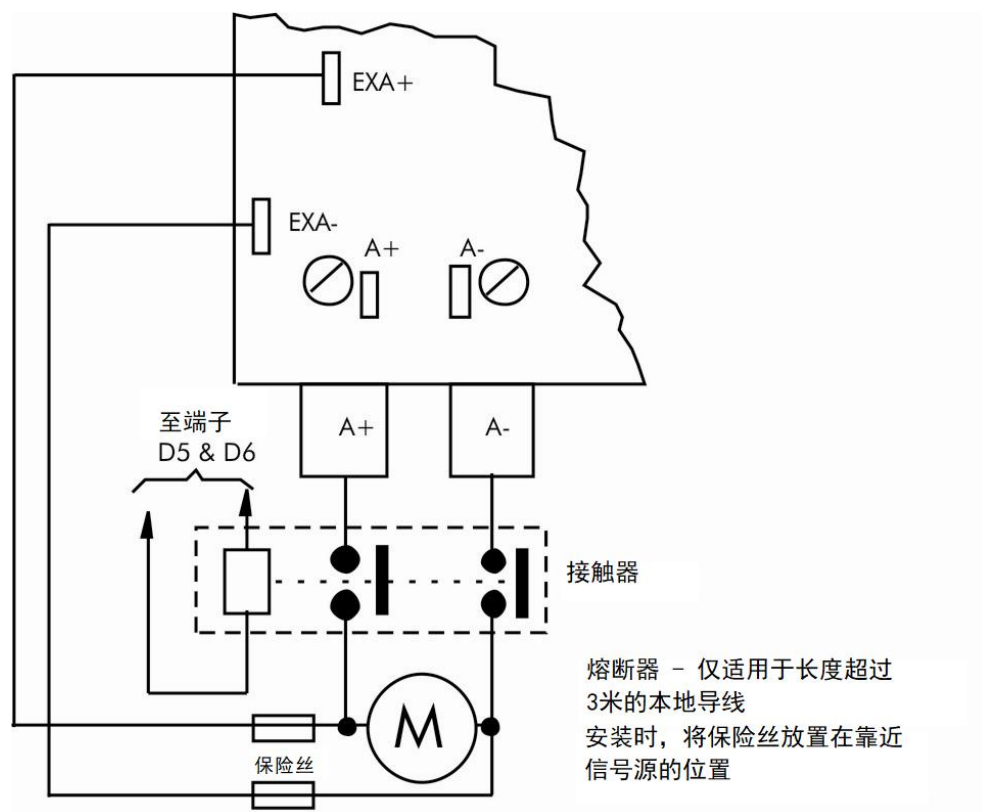 EXA+
EXA-
A+
A-
A+
A-
至端子
D5 & D6
接触器
熔断器 - 仅适用于长度超过
3米的本地导线
安装时,将保险丝放置在靠近
信号源的位置
M
保险丝